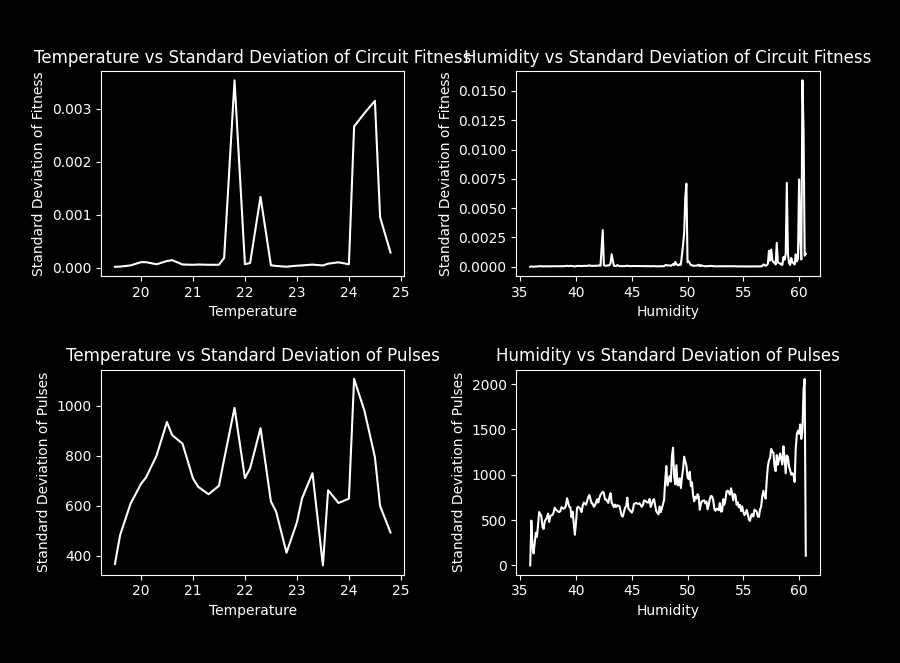 Temperature vs Standard Deviation of Circuit Fitness
Humidity vs Standard Deviation of Circuit Fitness
Standard Deviation of Fitness
0.003
0.002
0.001
0.000
20 21 22 23 24 25
Temperature
Standard Deviation of Fitness
0.0150
0.0125
0.0100
0.0075
0.0050
0.0025
0.0000
35 40 45 50 55 60
Humidity
Temperature vs Standard Deviation of Pulses
Humidity vs Standard Deviation of Pulses
Standard Deviation of Pulses
1000
800
600
400
20 21 22 23 24 25
Temperature
Standard Deviation of Pulses
2000
1500
1000
500
0
35 40 45 50 55 60
Humidity